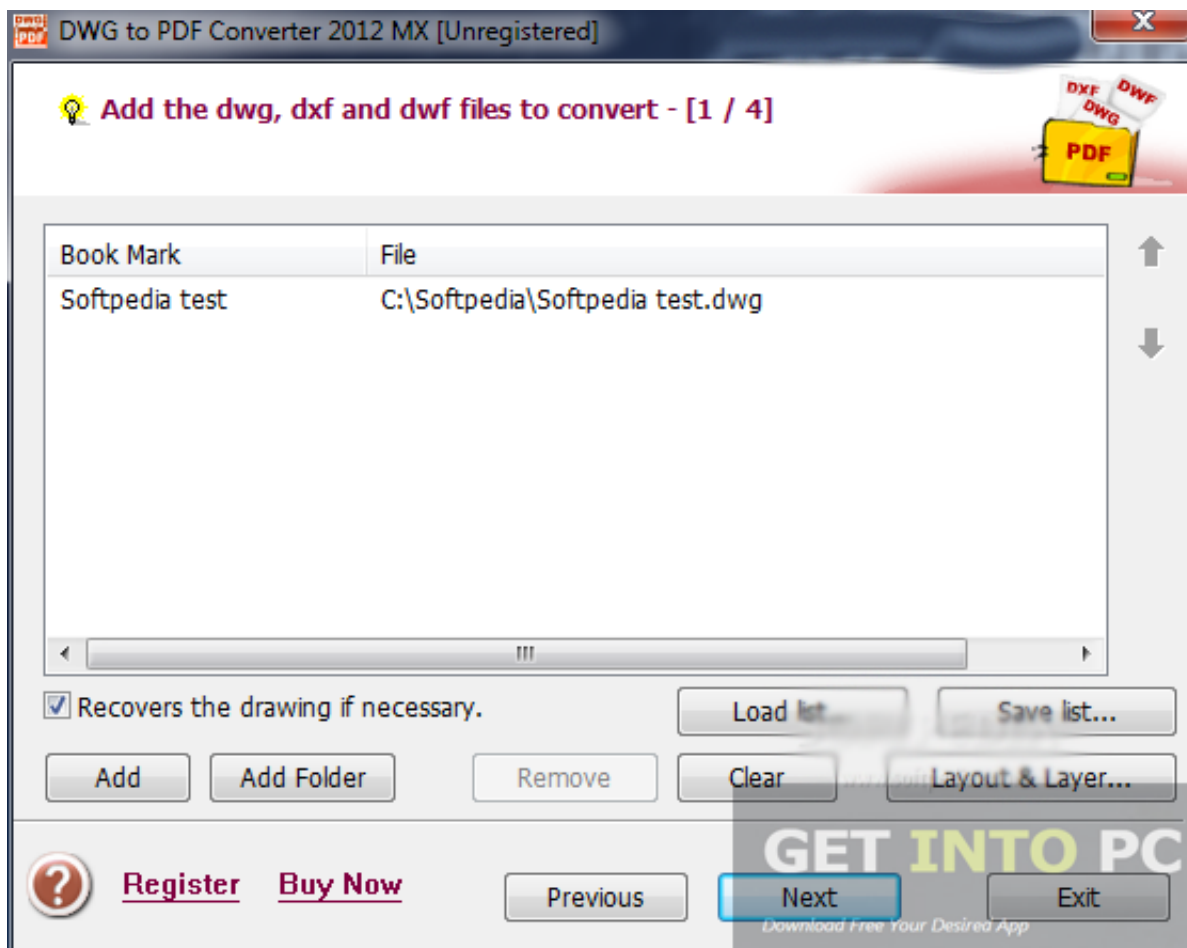 DWG PDF DWG to PDF Converter 2012 MX [Unregistered]
Add the dwg, dxf and dwf files to convert - [1 / 4]
DXF DWF
DWG
PDF
Book Mark File
Softpedia test C:\Softpedia\Softpedia test.dwg
Recovers the drawing if necessary.
Load list Save list...
Add Add Folder Remove Clear Layout & Layer...
GET INTO PC
Register Buy Now Previous Next Exit
Download Free Your Desired App